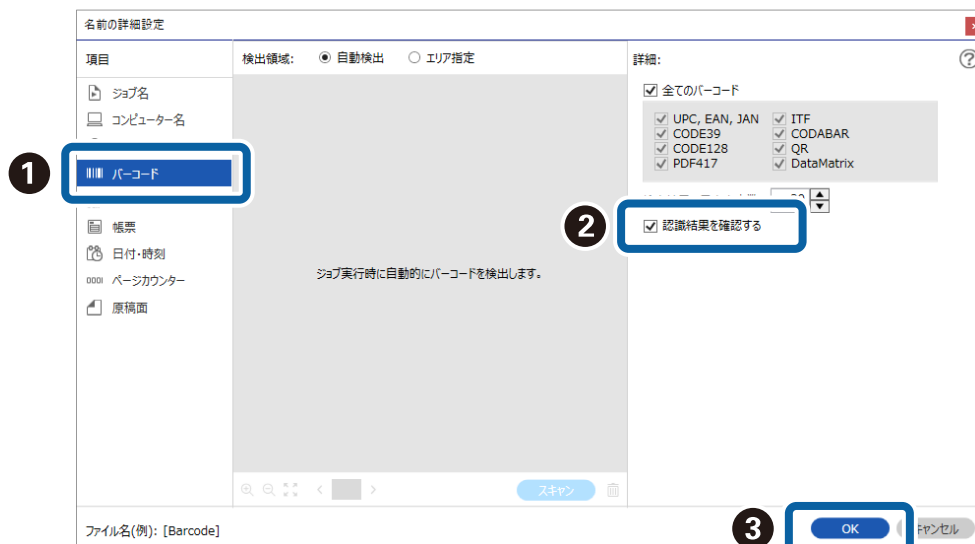 名前の詳細設定
項目
検出領域: 自動検出 エリア指定
詳細:
ジョブ名
コンピューター名
バーコード
帳票
日付・時刻
ページカウンター
原稿面
全てのバーコード
UPC, EAN, JAN ITF
CODE39 CODABAR
CODE128 QR
PDF417 DataMatrix
認識結果を確認する
ジョブ実行時に自動的にバーコードを検出します。
スキャン
ファイル名(例): [Barcode]
OK
1
2
3